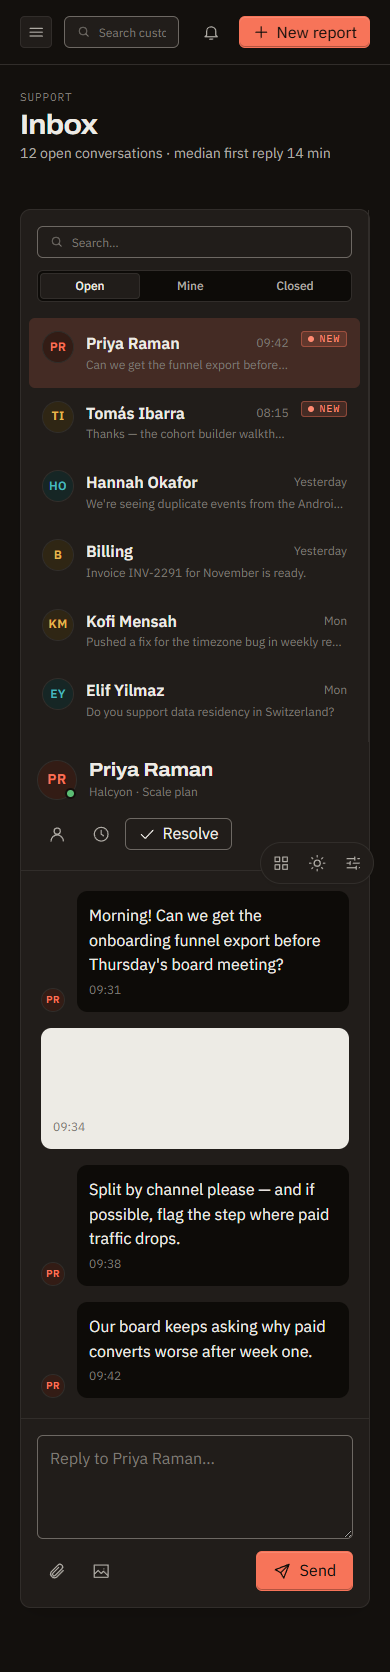 Search custc
New report
SUPPORT
Inbox
12 open conversations · median first reply 14 min
Search...
Open Mine Closed
PR Priya Raman 09:42 NEW
Can we get the funnel export before...
TI Tomás Ibarra 08:15 NEW
Thanks — the cohort builder walkth...
HO Hannah Okafor Yesterday
We're seeing duplicate events from the Androi...
B Billing Yesterday
Invoice INV-2291 for November is ready.
KM Kofi Mensah Mon
Pushed a fix for the timezone bug in weekly re...
EY Elif Yilmaz Mon
Do you support data residency in Switzerland?
PR Priya Raman
Halcyon · Scale plan
Resolve
Morning! Can we get the
onboarding funnel export before
Thursday's board meeting?
09:31
PR
09:34
Split by channel please — and if
possible, flag the step where paid
traffic drops.
09:38
PR
Our board keeps asking why paid
converts worse after week one.
09:42
PR
Reply to Priya Raman...
Send